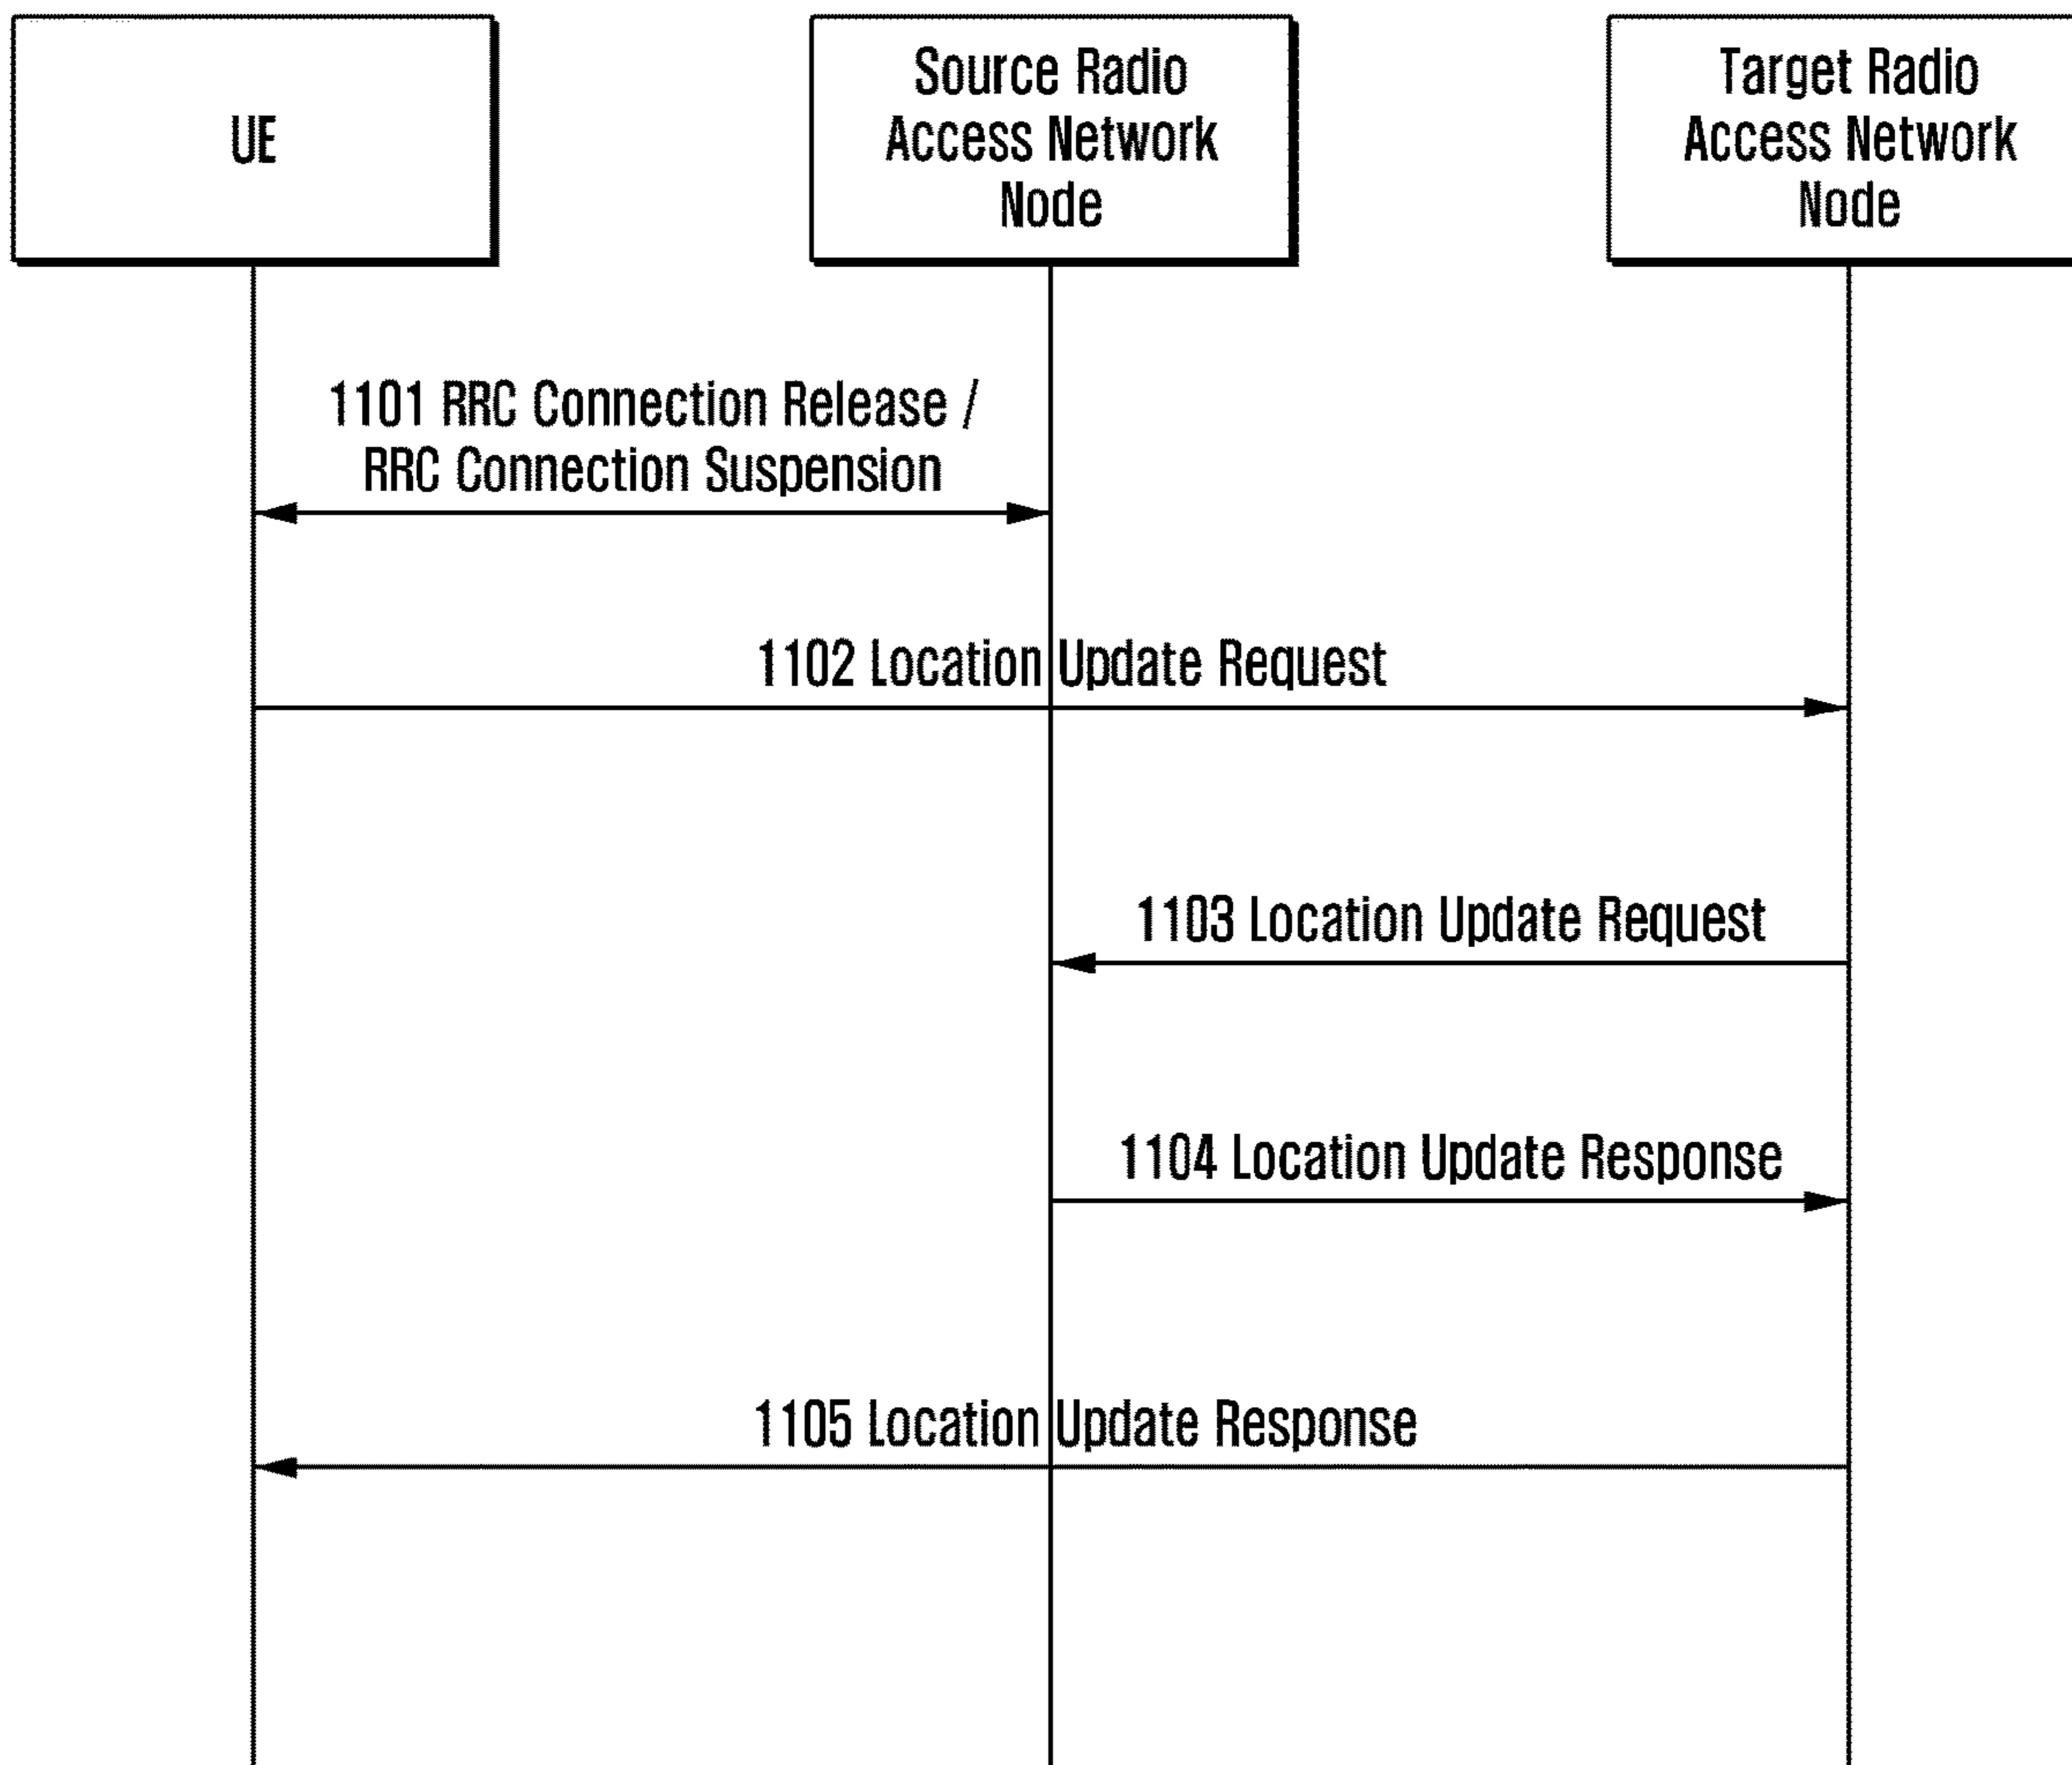 UE
Source Radio
Access Network
Node
Target Radio
Access Network
Node
1101 RRC Connection Release /
RRC Connection Suspension
1102 Location Update Request
1103 Location Update Request
1104 Location Update Response
1105 Location Update Response